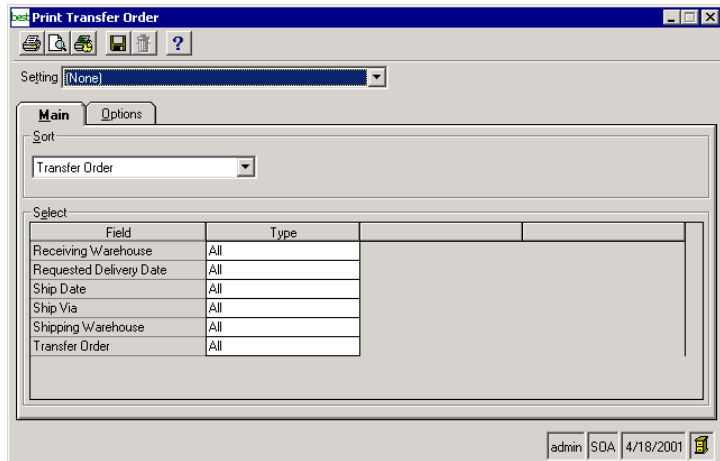 best Print Transfer Order
?
Setting (None)
Main Options
Sort
Transfer Order
Select
Field Type
Receiving Warehouse All
Requested Delivery Date All
Ship Date All
Ship Via All
Shipping Warehouse All
Transfer Order All
admin SOA 4/18/2001